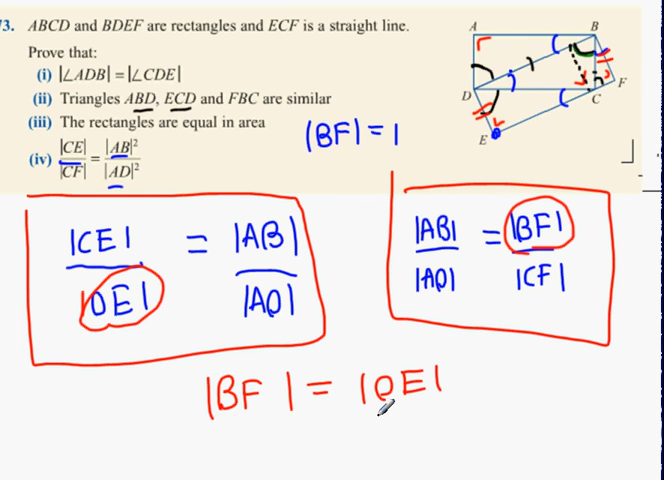 73. ABCD and BDEF are rectangles and ECF is a straight line.
Prove that:
(i) |∠ADB| = |∠CDE|
(ii) Triangles ABD, ECD and FBC are similar
(iii) The rectangles are equal in area
(iv) |CE| / |CF| = |AB|² / |AD|²
A B
D C F
E
|BF| = 1
|CE| / |DE| = |AB| / |AD|
|AB| / |AD| = |BF| / |CF|
|BF| = |DE|